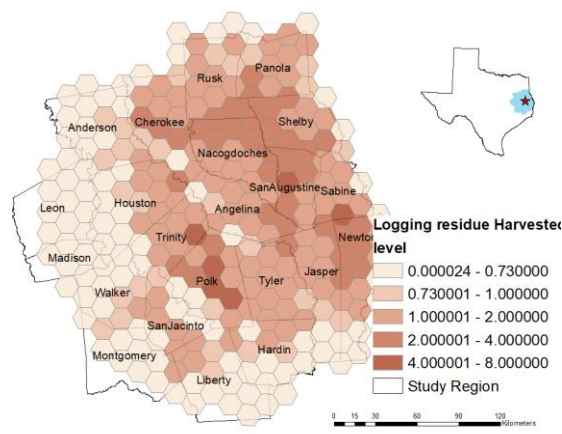 Rusk
Panola
Anderson
Cherokee
Shelby
Nacogdoches
SanAugustine
Sabine
Leon
Houston
Angelina
Trinity
Newton
Madison
Polk
Tyler
Jasper
Walker
SanJacinto
Hardin
Montgomery
Liberty
Logging residue Harvested
level
0.000024 - 0.730000
0.730001 - 1.000000
1.000001 - 2.000000
2.000001 - 4.000000
4.000001 - 8.000000
Study Region
0 15 30 60 90 120
Kilometers